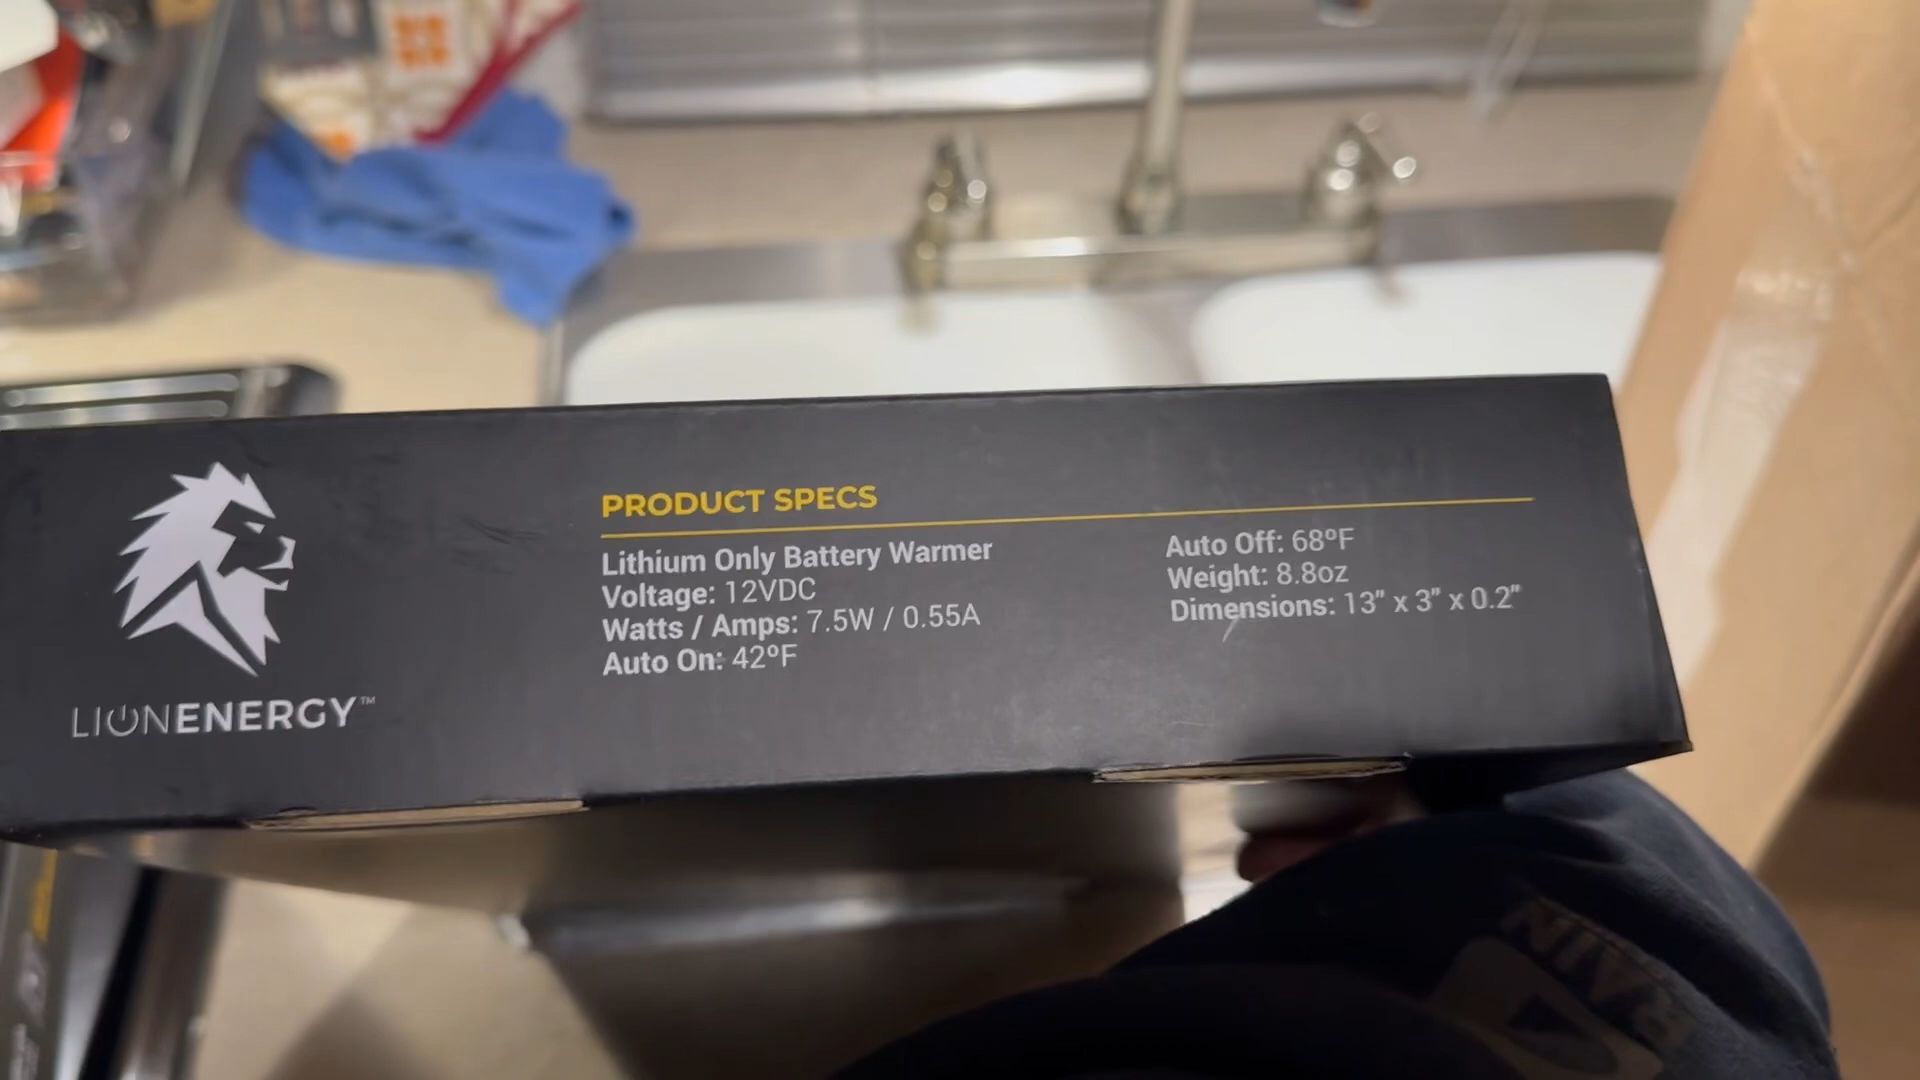 PRODUCT SPECS
Lithium Only Battery Warmer
Voltage: 12VDC
Watts / Amps: 7.5W / 0.55A
Auto On: 42ºF
Auto Off: 68ºF
Weight: 8.8oz
Dimensions: 13" x 3" x 0.2"
LIONENERGY™